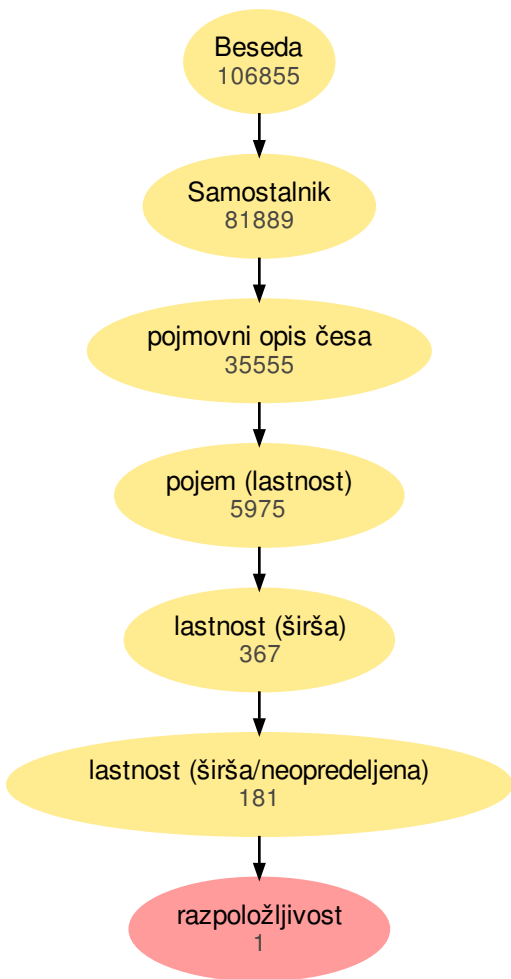 Beseda
106855
Samostalnik
81889
pojmovni opis česa
35555
pojem (lastnost)
5975
lastnost (širša)
367
lastnost (širša/neopredeljena)
181
razpoložljivost
1